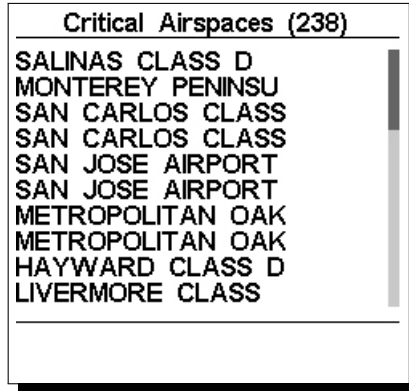 Critical Airspaces (238)
SALINAS CLASS D
MONTEREY PENINSU
SAN CARLOS CLASS
SAN CARLOS CLASS
SAN JOSE AIRPORT
SAN JOSE AIRPORT
METROPOLITAN OAK
METROPOLITAN OAK
HAYWARD CLASS D
LIVERMORE CLASS